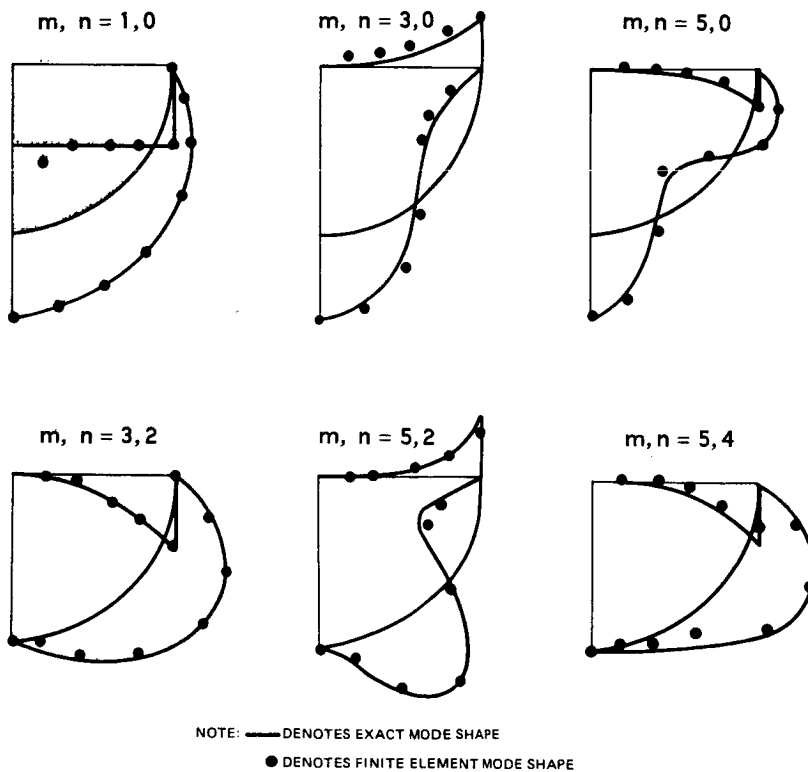 m, n = 1,0
m, n = 3,0
m, n = 5,0
m, n = 3,2
m, n = 5,2
m, n = 5,4
NOTE: DENOTES EXACT MODE SHAPE
DENOTES FINITE ELEMENT MODE SHAPE